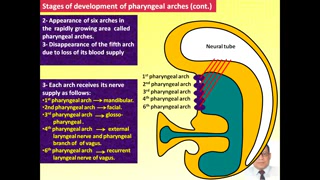 Stages of development of pharyngeal arches (cont.)
2- Appearance of six arches in
the rapidly growing area called
pharyngeal arches.
3- Disappearance of the fifth arch
due to loss of its blood supply
Neural tube
1st pharyngeal arch
2nd pharyngeal arch
3rd pharyngeal arch
4th pharyngeal arch
6th pharyngeal arch
3- Each arch receives its nerve
supply as follows:
•1st pharyngeal arch → mandibular.
•2nd pharyngeal arch → facial.
•3rd pharyngeal arch → glosso-
pharyngeal.
•4th pharyngeal arch → external
laryngeal nerve and pharyngeal
branch of vagus.
•6th pharyngeal arch → recurrent
laryngeal nerve of vagus.